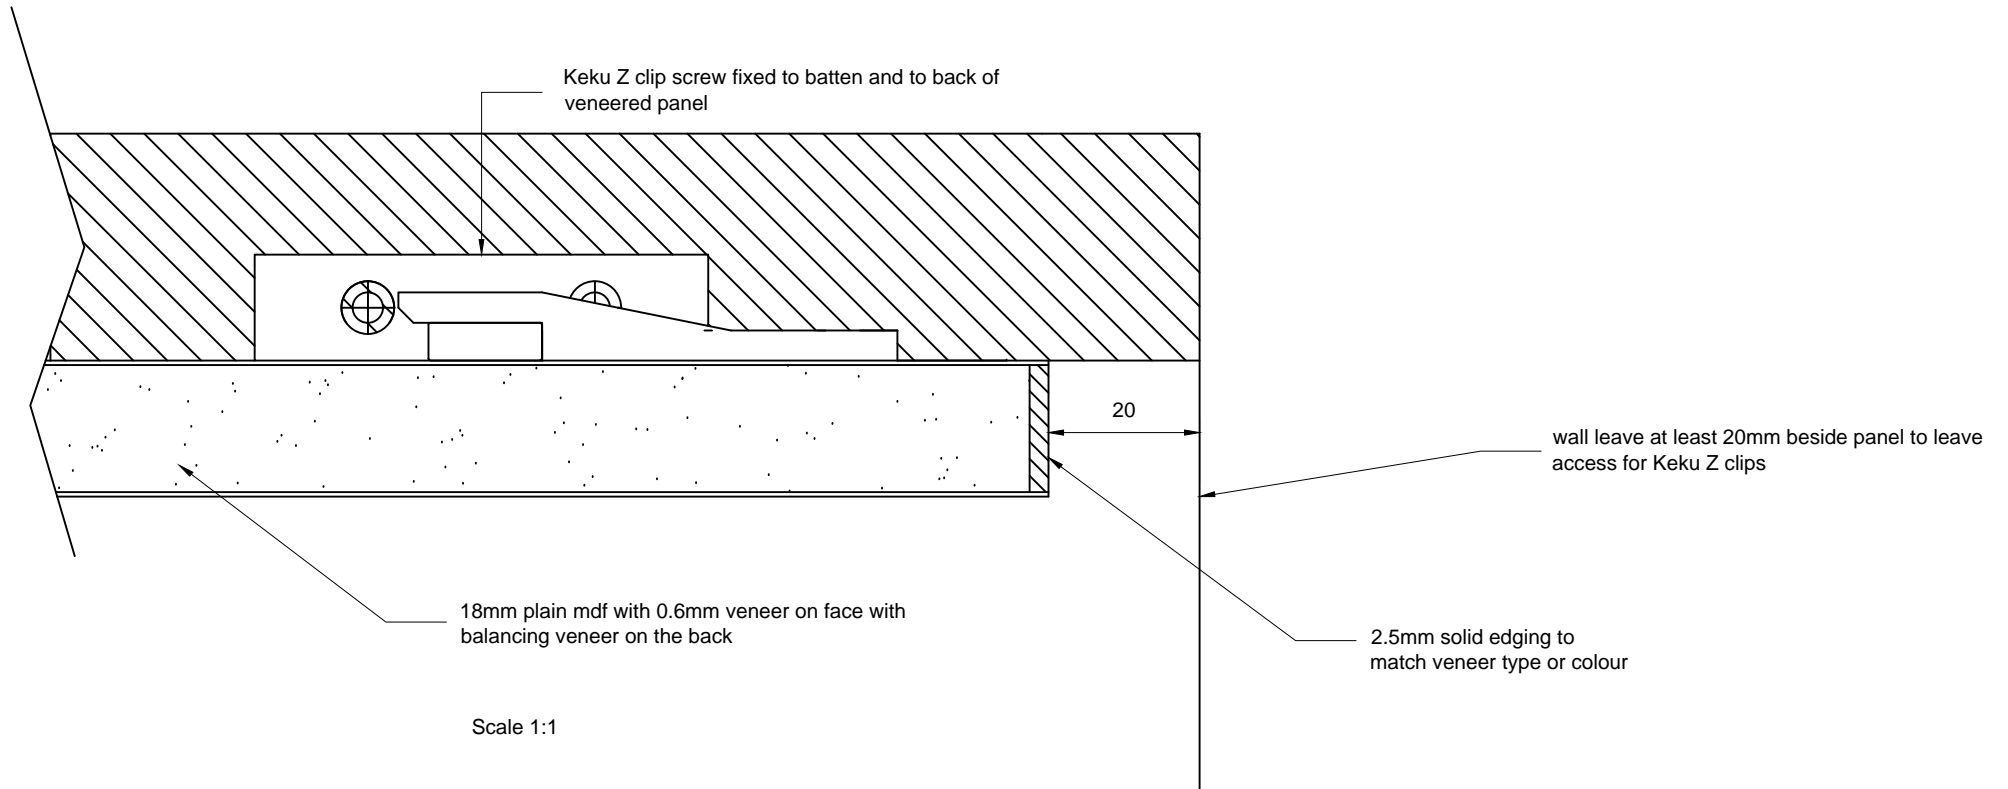 Keku Z clip screw fixed to batten and to back of
veneered panel
20
wall leave at least 20mm beside panel to leave
access for Keku Z clips
18mm plain mdf with 0.6mm veneer on face with
balancing veneer on the back
2.5mm solid edging to
match veneer type or colour
Scale 1:1